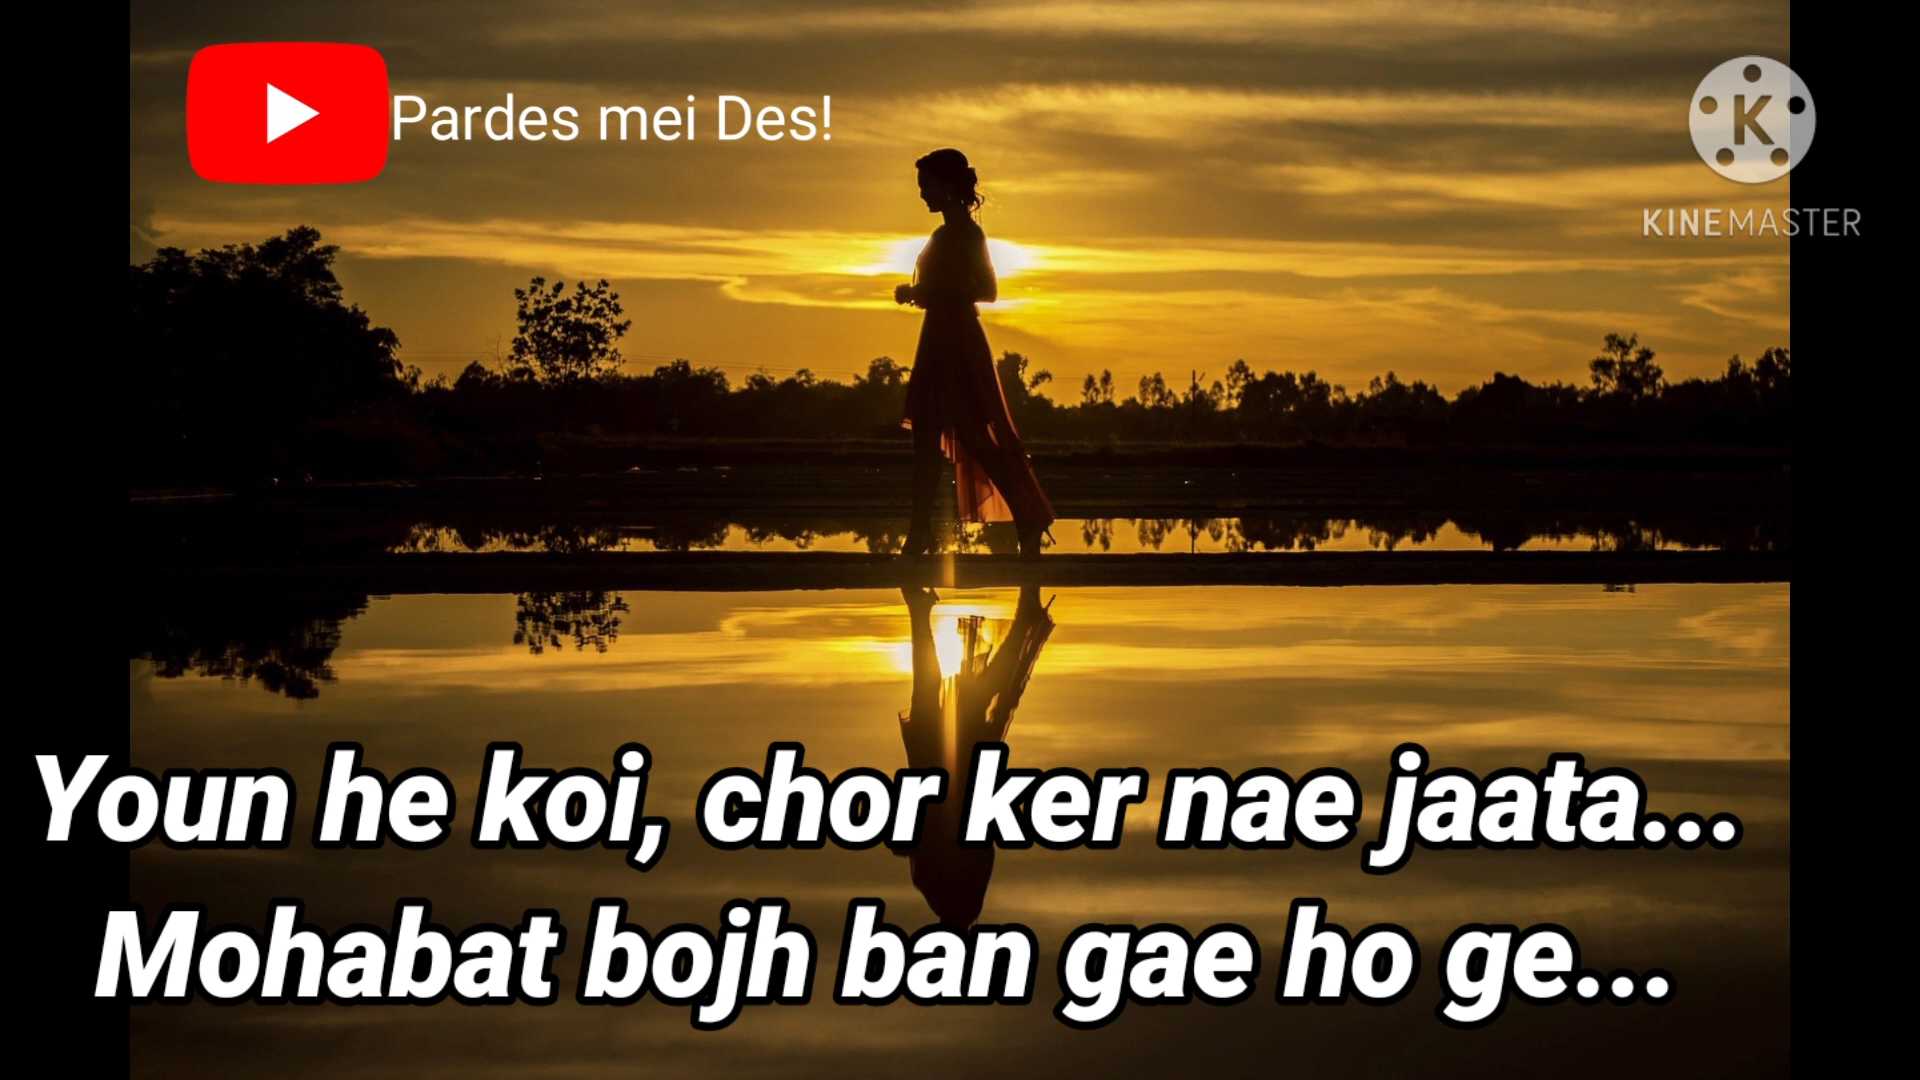 Pardes mei Des!
K
KINEMASTER
Youn he koi, chor ker nae jaata...
Mohabat bojh ban gae ho ge...